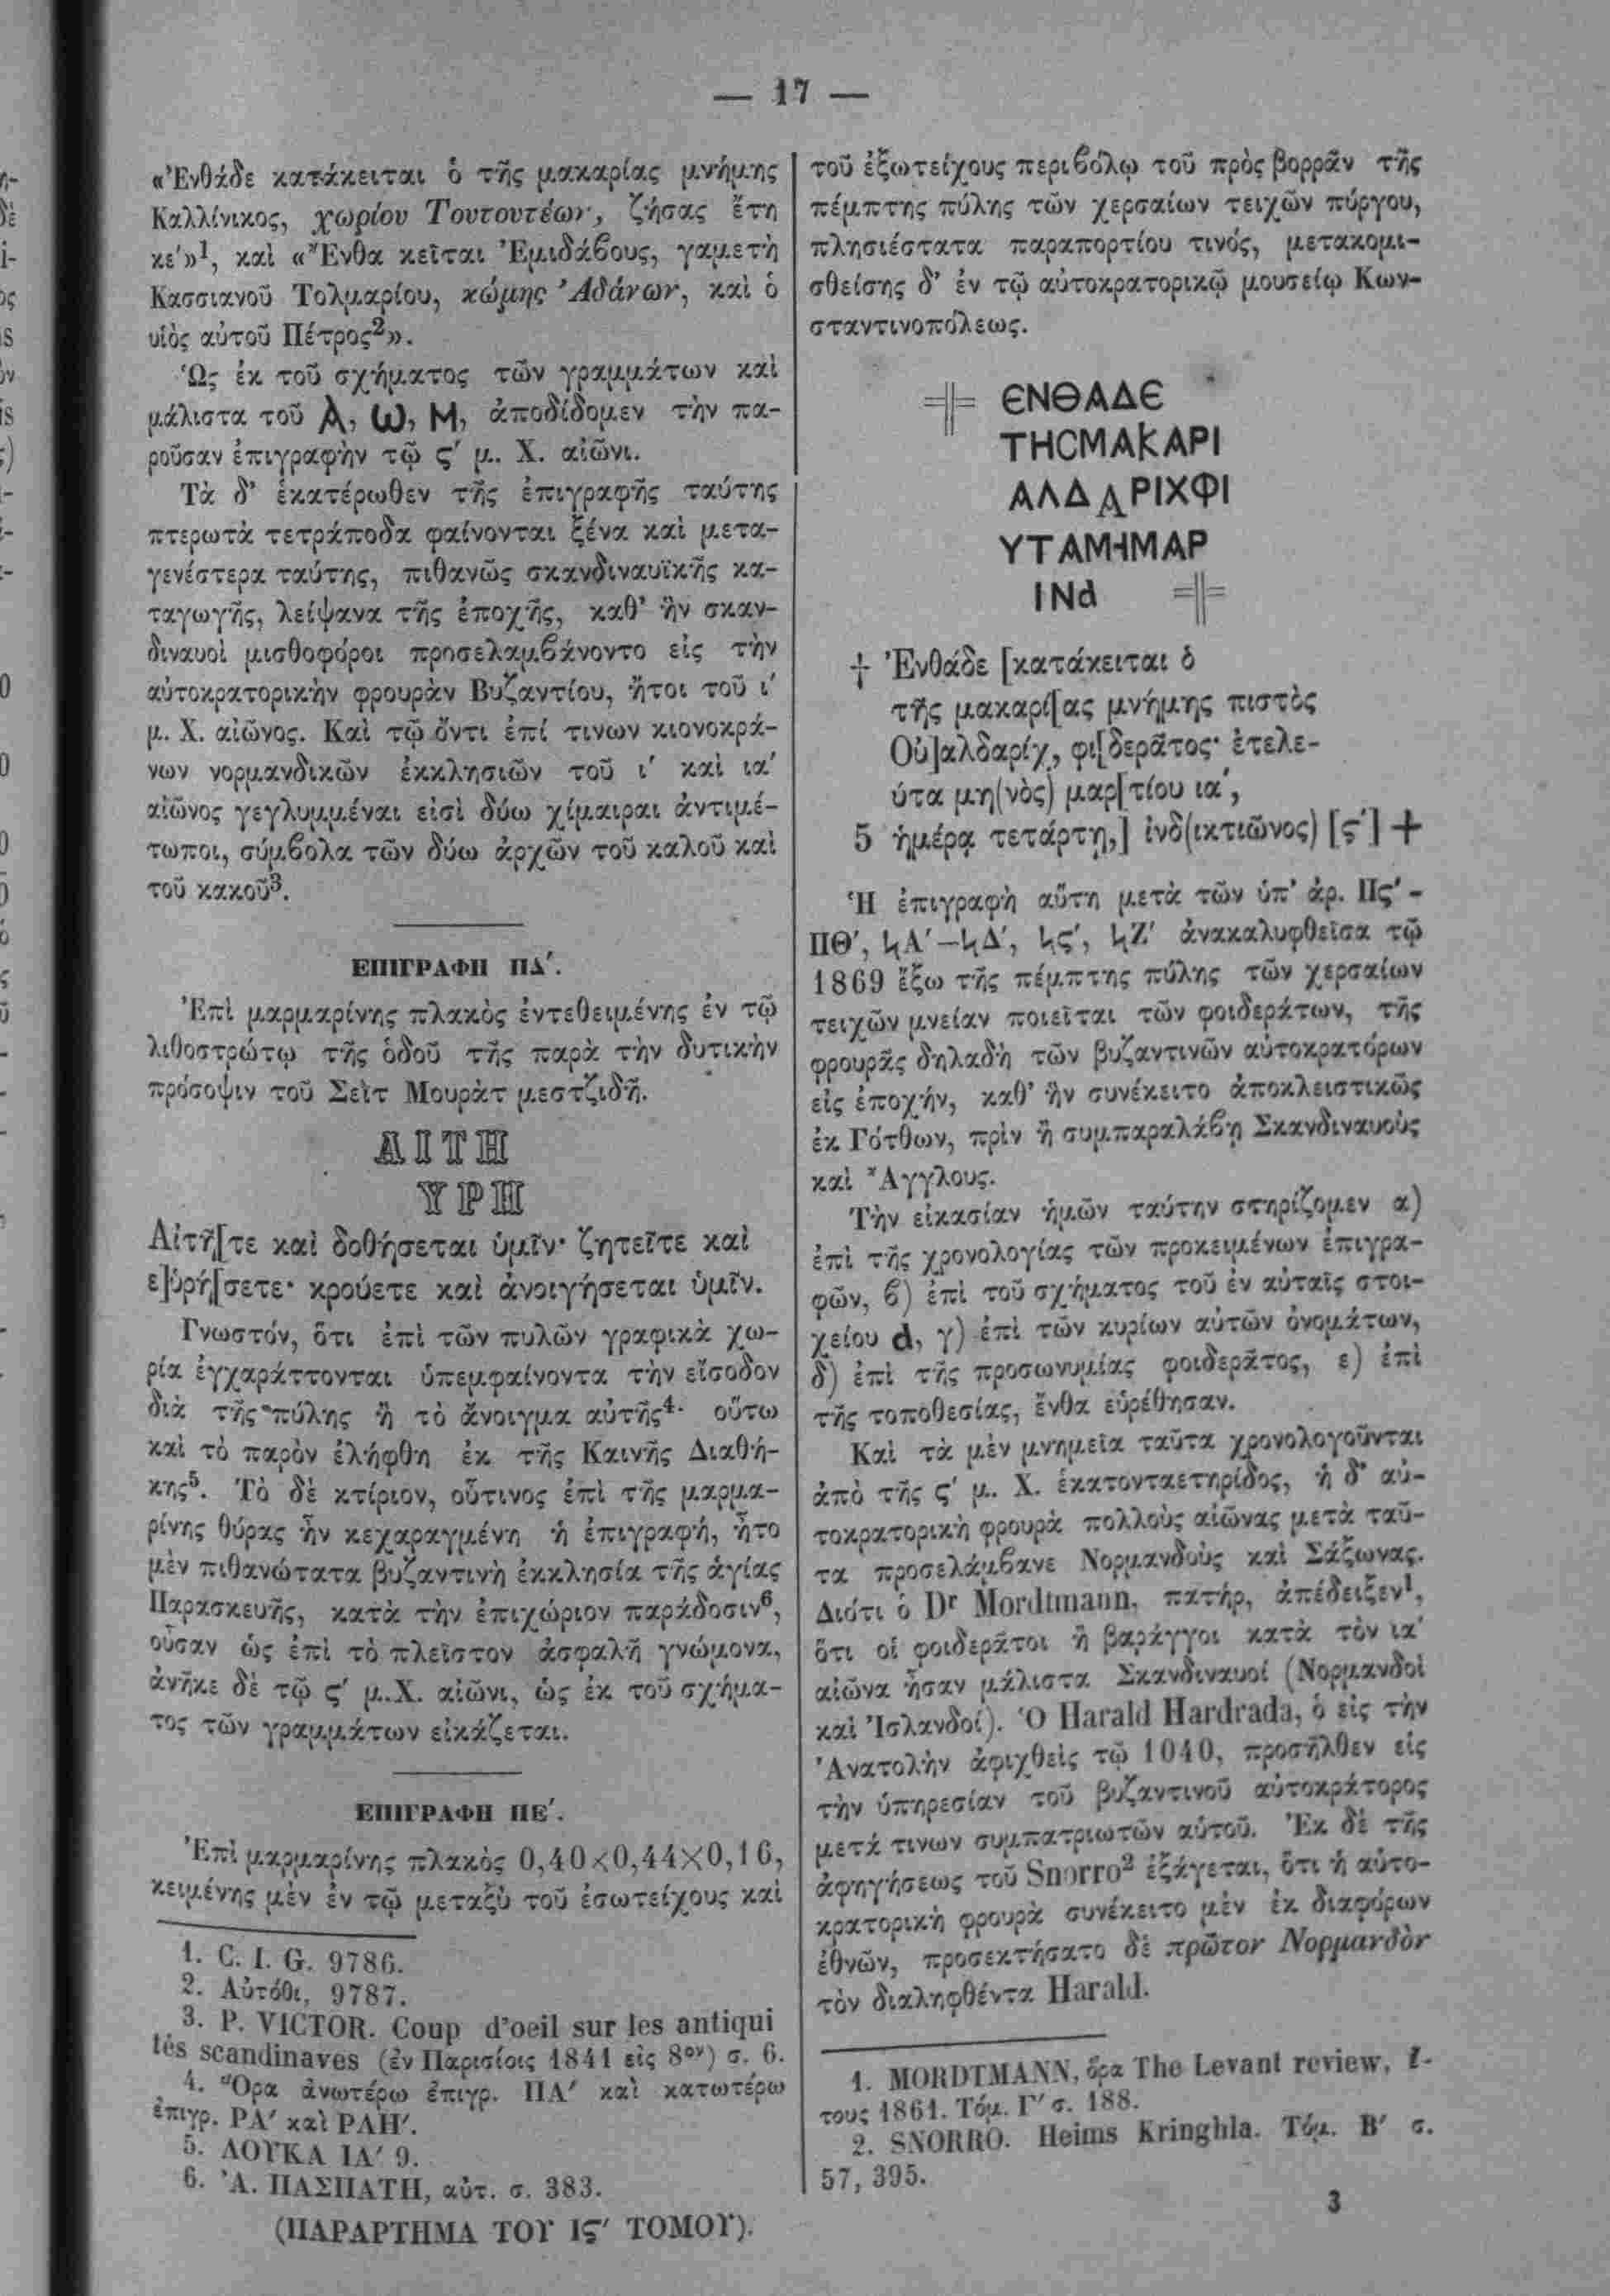 — 17 —
«Ἐνθάδε κατάκειται ὁ τῆς μακαρίας μνήμης
Καλλίνικος, χωρίου Τουτουτέων, ζήσας ἔτη
κε΄»¹, καὶ «Ἔνθα κεῖται Ἐμιδάβους, γαμετὴ
Κασσιανοῦ Τολμαρίου, κώμης Ἀδάνων, καὶ ὁ
υἱὸς αὐτοῦ Πέτρος²».
Ὡς ἐκ τοῦ σχήματος τῶν γραμμάτων καὶ
μάλιστα τοῦ Α, Ѡ, Μ, ἀποδίδομεν τὴν πα-
ροῦσαν ἐπιγραφὴν τῷ ς΄ μ. Χ. αἰῶνι.
Τὰ δ᾽ ἑκατέρωθεν τῆς ἐπιγραφῆς ταύτης
πτερωτὰ τετράποδα φαίνονται ξένα καὶ μετα-
γενέστερα ταύτης, πιθανῶς σκανδιναυϊκῆς κα-
ταγωγῆς, λείψανα τῆς ἐποχῆς, καθ᾽ ἣν σκαν-
διναυοὶ μισθοφόροι προσελαμβάνοντο εἰς τὴν
αὐτοκρατορικὴν φρουρὰν Βυζαντίου, ἤτοι τοῦ ι΄
μ. Χ. αἰῶνος. Καὶ τῷ ὄντι ἐπί τινων κιονοκρά-
νων νορμανδικῶν ἐκκλησιῶν τοῦ ι΄ καὶ ια΄
αἰῶνος γεγλυμμέναι εἰσὶ δύω χίμαιραι ἀντιμέ-
τωποι, σύμβολα τῶν δύω ἀρχῶν τοῦ καλοῦ καὶ
τοῦ κακοῦ³.
ΕΠΙΓΡΑΦΗ ΠΔ΄.
Ἐπὶ μαρμαρίνης πλακὸς ἐντεθειμένης ἐν τῷ
λιθοστρώτῳ τῆς ὁδοῦ τῆς παρὰ τὴν δυτικὴν
πρόσοψιν τοῦ Σεῒτ Μουρὰτ μεστζιδῆ.
ΑΙΤΗ
ΥΡΗ
Αἰτῆ[τε καὶ δοθήσεται ὑμῖν· ζητεῖτε καὶ
ε]ὑρή[σετε· κρούετε καὶ ἀνοιγήσεται ὑμῖν.
Γνωστόν, ὅτι ἐπὶ τῶν πυλῶν γραφικὰ χω-
ρία ἐγχαράττονται ὑπεμφαίνοντα τὴν εἴσοδον
διὰ τῆς πύλης ἢ τὸ ἄνοιγμα αὐτῆς⁴· οὕτω
καὶ τὸ παρὸν ἐλήφθη ἐκ τῆς Καινῆς Διαθή-
κης⁵. Τὸ δὲ κτίριον, οὗτινος ἐπὶ τῆς μαρμα-
ρίνης θύρας ἦν κεχαραγμένη ἡ ἐπιγραφή, ἦτο
μὲν πιθανώτατα βυζαντινὴ ἐκκλησία τῆς ἁγίας
Παρασκευῆς, κατὰ τὴν ἐπιχώριον παράδοσιν⁶,
οὖσαν ὡς ἐπὶ τὸ πλεῖστον ἀσφαλῆ γνώμονα,
ἀνῆκε δὲ τῷ ς΄ μ.Χ. αἰῶνι, ὡς ἐκ τοῦ σχήμα-
τος τῶν γραμμάτων εἰκάζεται.
ΕΠΙΓΡΑΦΗ ΠΕ΄.
Ἐπὶ μαρμαρίνης πλακὸς 0,40×0,44×0,16,
κειμένης μὲν ἐν τῷ μεταξὺ τοῦ ἐσωτείχους καὶ
1. C. I. G. 9786.
2. Αὐτόθι, 9787.
3. P. VICTOR. Coup d'oeil sur les antiqui
tés scandinaves (ἐν Παρισίοις 1841 εἰς 8ᵒᵛ) σ. 6.
4. Ὅρα ἀνωτέρω ἐπιγρ. ΠΑ΄ καὶ κατωτέρω
ἐπιγρ. ΡΑ΄ καὶ ΡΛΗ΄.
5. ΛΟΥΚΑ ΙΑ΄ 9.
6. Ἀ. ΠΑΣΠΑΤΗ, αὐτ. σ. 383.
(ΠΑΡΑΡΤΗΜΑ ΤΟΥ ΙϚ΄ ΤΟΜΟΥ).
τοῦ ἐξωτείχους περιβόλῳ τοῦ πρὸς βορρᾶν τῆς
πέμπτης πύλης τῶν χερσαίων τειχῶν πύργου,
πλησιέστατα παραπορτίου τινός, μετακομι-
σθείσης δ᾽ ἐν τῷ αὐτοκρατορικῷ μουσείῳ Κων-
σταντινοπόλεως.
╬ ЄΝΘΑΔЄ
ΤΗCΜΑΚΑΡΙ
ΑΛΔΑΡΙΧΦΙ
ΥΤΑΜΗΜΑΡ
ΙΝd ╬
† Ἐνθάδε [κατάκειται ὁ
τῆς μακαρί[ας μνήμης πιστὸς
Οὐ]αλδαρίχ, φι[δερᾶτος· ἐτελε-
ύτα μη(νὸς) μαρ[τίου ια΄,
5 ἡμέρᾳ τετάρτῃ,] ἰνδ(ικτιῶνος) [ς΄] +
Ἡ ἐπιγραφὴ αὕτη μετὰ τῶν ὑπ᾽ ἀρ. Πς΄-
ΠΘ΄, ϞΑ΄—ϞΔ΄, Ϟς΄, ϞΖ΄ ἀνακαλυφθεῖσα τῷ
1869 ἔξω τῆς πέμπτης πύλης τῶν χερσαίων
τειχῶν μνείαν ποιεῖται τῶν φοιδεράτων, τῆς
φρουρᾶς δηλαδὴ τῶν βυζαντινῶν αὐτοκρατόρων
εἰς ἐποχήν, καθ᾽ ἣν συνέκειτο ἀποκλειστικῶς
ἐκ Γότθων, πρὶν ἢ συμπαραλάβῃ Σκανδιναυοὺς
καὶ Ἄγγλους.
Τὴν εἰκασίαν ἡμῶν ταύτην στηρίζομεν α)
ἐπὶ τῆς χρονολογίας τῶν προκειμένων ἐπιγρα-
φῶν, β) ἐπὶ τοῦ σχήματος τοῦ ἐν αὐταῖς στοι-
χείου d, γ) ἐπὶ τῶν κυρίων αὐτῶν ὀνομάτων,
δ) ἐπὶ τῆς προσωνυμίας φοιδερᾶτος, ε) ἐπὶ
τῆς τοποθεσίας, ἔνθα εὑρέθησαν.
Καὶ τὰ μὲν μνημεῖα ταῦτα χρονολογοῦνται
ἀπὸ τῆς ς΄ μ. Χ. ἑκατονταετηρίδος, ἡ δ᾽ αὐ-
τοκρατορικὴ φρουρὰ πολλοὺς αἰῶνας μετὰ ταῦ-
τα προσελάμβανε Νορμανδοὺς καὶ Σάξωνας.
Διότι ὁ Dʳ Mordtmann, πατήρ, ἀπέδειξεν¹,
ὅτι οἱ φοιδερᾶτοι ἢ βαράγγοι κατὰ τὸν ια΄
αἰῶνα ἦσαν μάλιστα Σκανδιναυοί (Νορμανδοὶ
καὶ Ἰσλανδοί). Ὁ Harald Hardrada, ὁ εἰς τὴν
Ἀνατολὴν ἀφιχθεὶς τῷ 1040, προσῆλθεν εἰς
τὴν ὑπηρεσίαν τοῦ βυζαντινοῦ αὐτοκράτορος
μετά τινων συμπατριωτῶν αὐτοῦ. Ἐκ δὲ τῆς
ἀφηγήσεως τοῦ Snorro² ἐξάγεται, ὅτι ἡ αὐτο-
κρατορικὴ φρουρὰ συνέκειτο μὲν ἐκ διαφόρων
ἐθνῶν, προσεκτήσατο δὲ πρῶτον Νορμανδὸν
τὸν διαληφθέντα Harald.
1. MORDTMANN, ὅρα The Levant review, ἔ-
τους 1861. Τόμ. Γ΄ σ. 188.
2. SNORRO. Heims Kringhla. Τόμ. Β΄ σ.
57, 395.
3